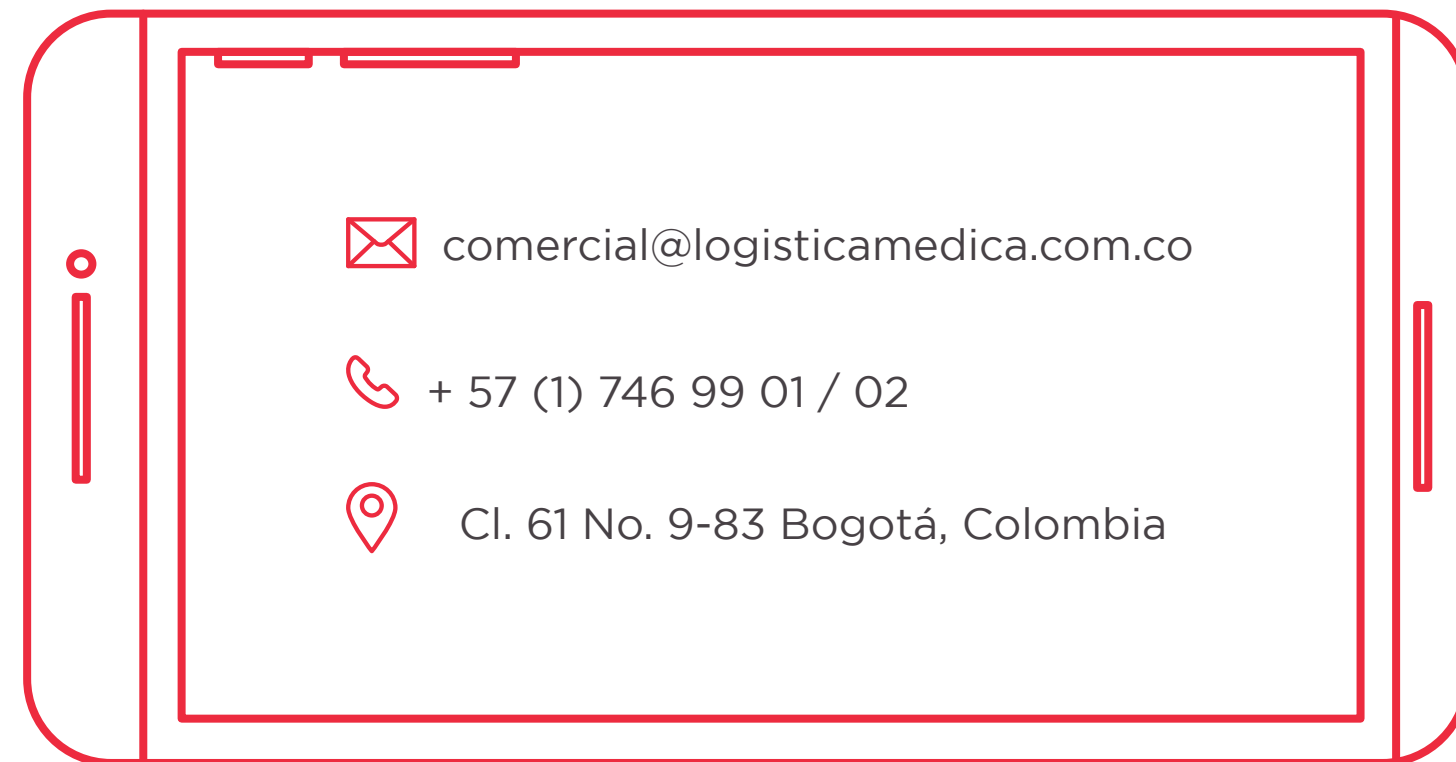 comercial@logisticamedica.com.co
+ 57 (1) 746 99 01 / 02
Cl. 61 No. 9-83 Bogotá, Colombia